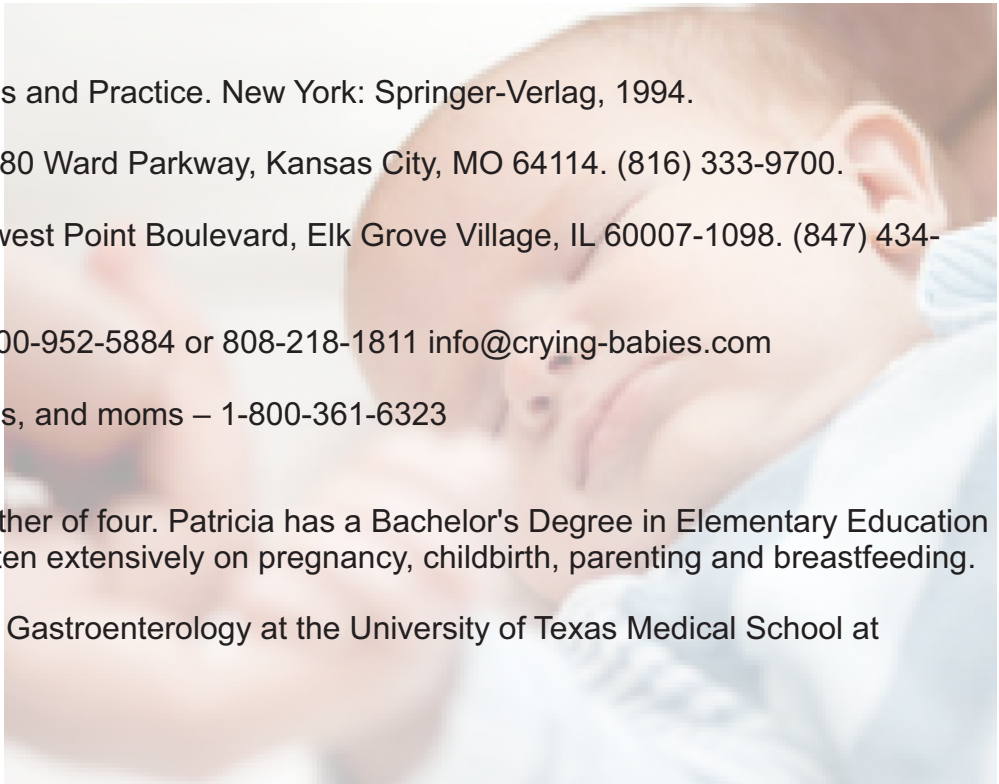 s and Practice. New York: Springer-Verlag, 1994.
80 Ward Parkway, Kansas City, MO 64114. (816) 333-9700.
west Point Boulevard, Elk Grove Village, IL 60007-1098. (847) 434-
00-952-5884 or 808-218-1811 info@crying-babies.com
s, and moms – 1-800-361-6323
ther of four. Patricia has a Bachelor's Degree in Elementary Education
ten extensively on pregnancy, childbirth, parenting and breastfeeding.
Gastroenterology at the University of Texas Medical School at